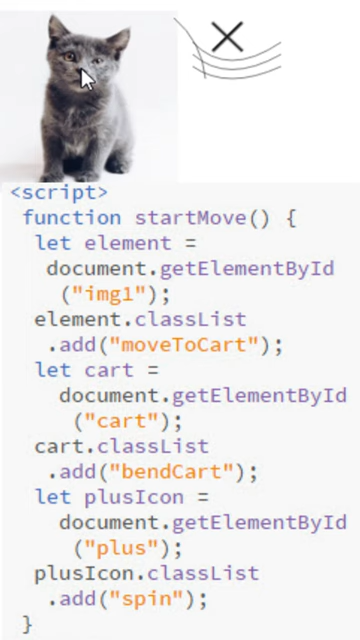 <script>
function startMove() {
let element =
document.getElementById
("img1");
element.classList
.add("moveToCart");
let cart =
document.getElementById
("cart");
cart.classList
.add("bendCart");
let plusIcon =
document.getElementById
("plus");
plusIcon.classList
.add("spin");
}